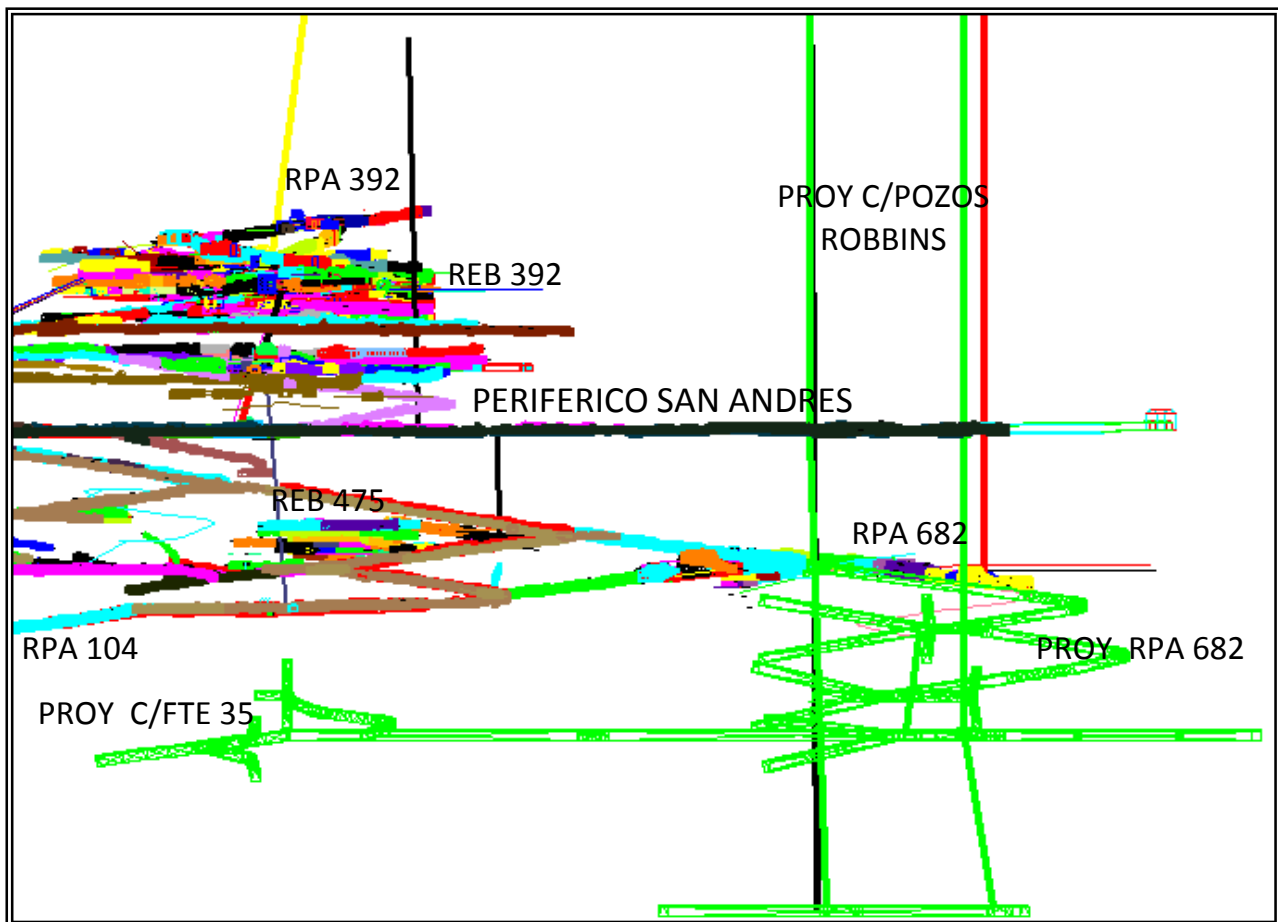 RPA 392
PROY C/POZOS
ROBBINS
REB 392
PERIFERICO SAN ANDRES
REB 475
RPA 682
RPA 104
PROY RPA 682
PROY C/FTE 35